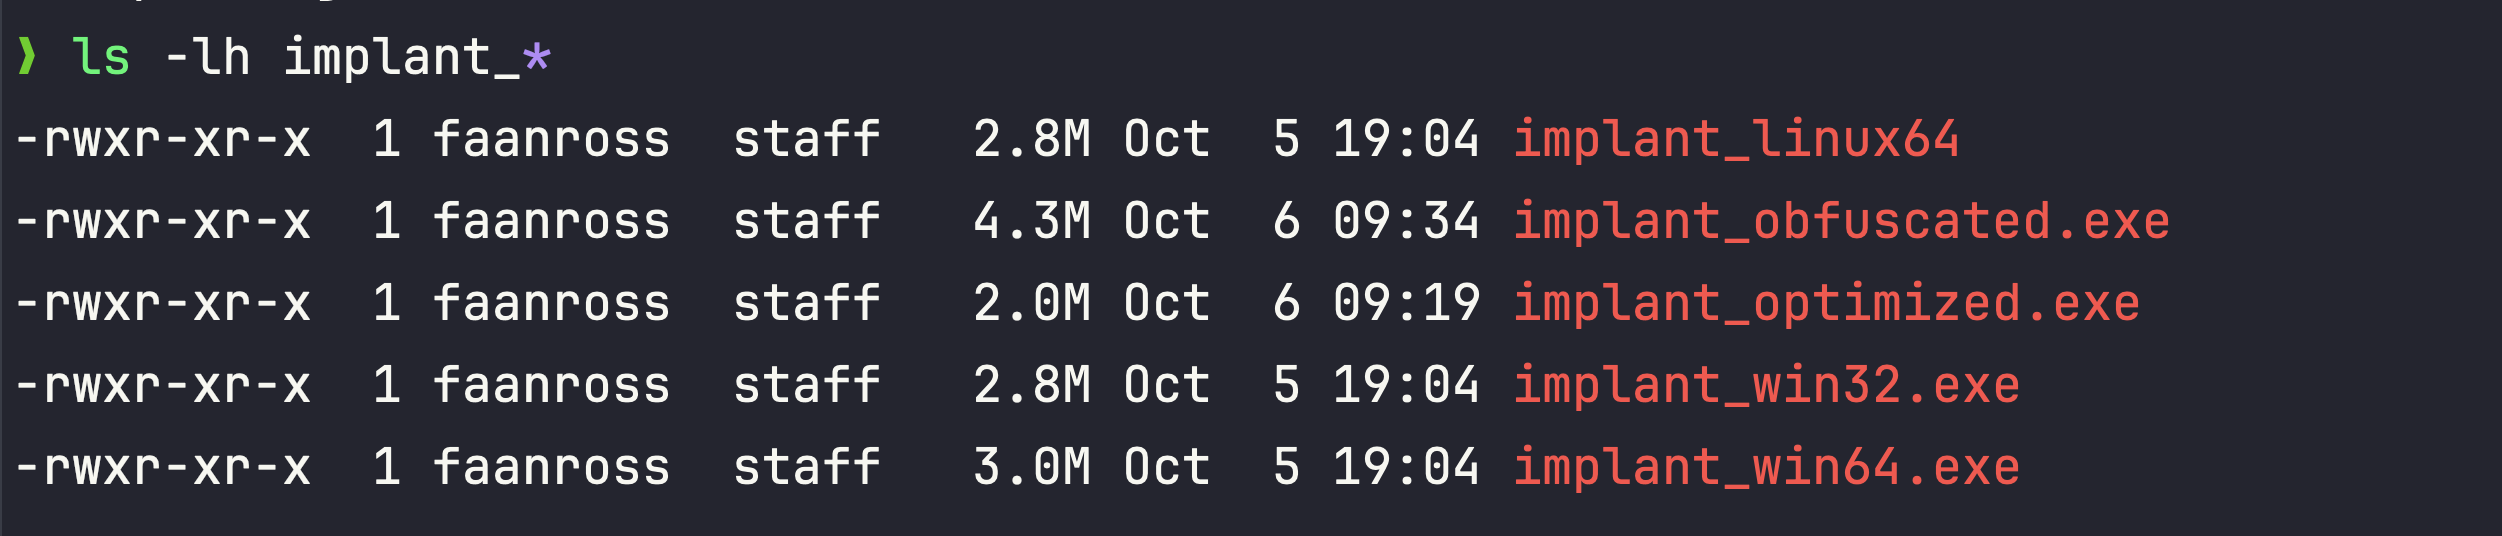 ❯ ls -lh implant_*
-rwxr-xr-x  1 faanross  staff   2.8M Oct  5 19:04 implant_linux64
-rwxr-xr-x  1 faanross  staff   4.3M Oct  6 09:34 implant_obfuscated.exe
-rwxr-xr-x  1 faanross  staff   2.0M Oct  6 09:19 implant_optimized.exe
-rwxr-xr-x  1 faanross  staff   2.8M Oct  5 19:04 implant_win32.exe
-rwxr-xr-x  1 faanross  staff   3.0M Oct  5 19:04 implant_win64.exe